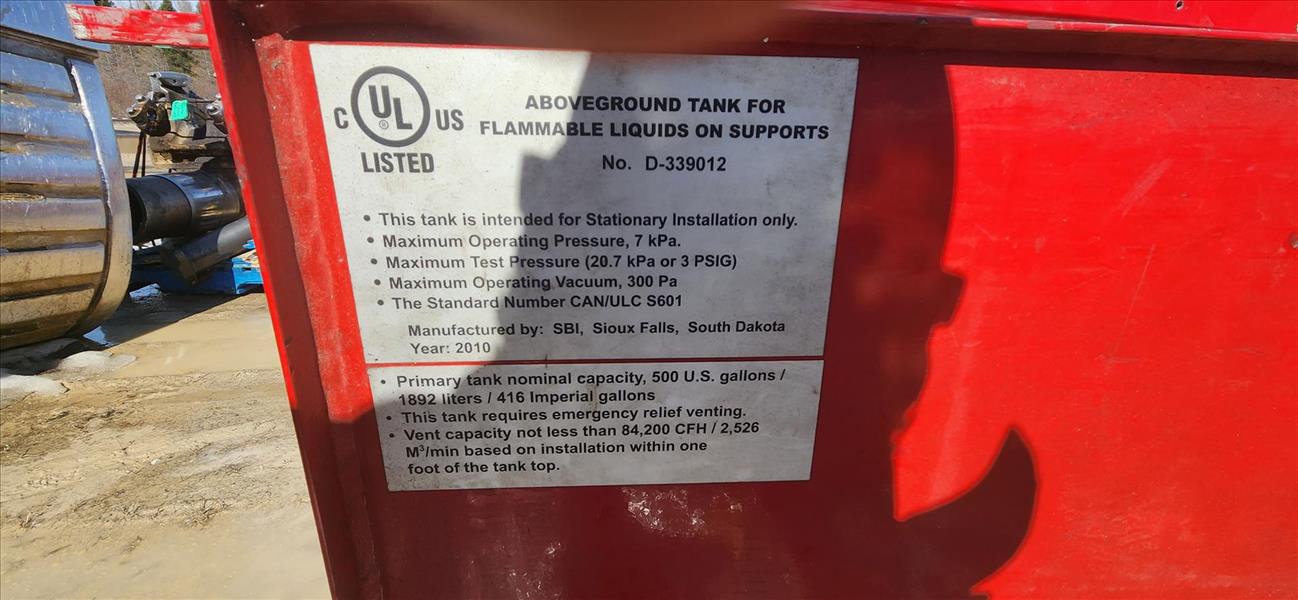 C UL® US
LISTED
ABOVEGROUND TANK FOR
FLAMMABLE LIQUIDS ON SUPPORTS
No. D-339012
• This tank is intended for Stationary Installation only.
• Maximum Operating Pressure, 7 kPa.
• Maximum Test Pressure (20.7 kPa or 3 PSIG)
• Maximum Operating Vacuum, 300 Pa
• The Standard Number CAN/ULC S601
Manufactured by: SBI, Sioux Falls, South Dakota
Year: 2010
• Primary tank nominal capacity, 500 U.S. gallons /
1892 liters / 416 Imperial gallons
• This tank requires emergency relief venting.
• Vent capacity not less than 84,200 CFH / 2,526
M³/min based on installation within one
foot of the tank top.